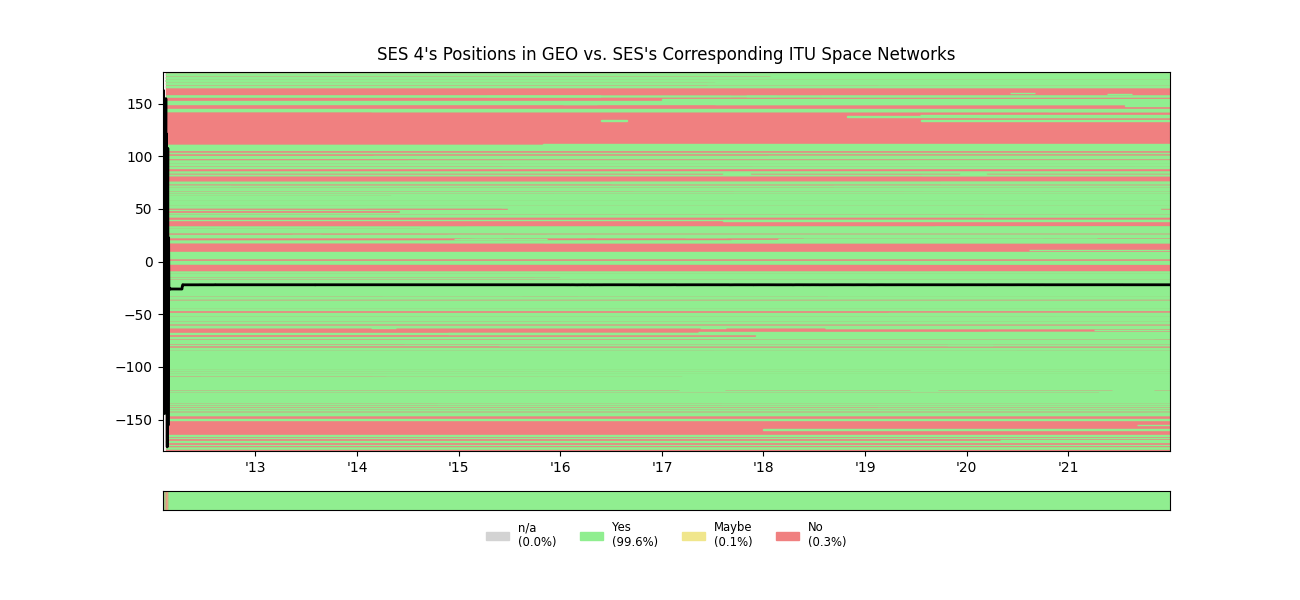 SES 4's Positions in GEO vs. SES's Corresponding ITU Space Networks
150
100
50
0
−50
−100
−150
'13 '14 '15 '16 '17 '18 '19 '20 '21
n/a Yes Maybe No
(0.0%) (99.6%) (0.1%) (0.3%)